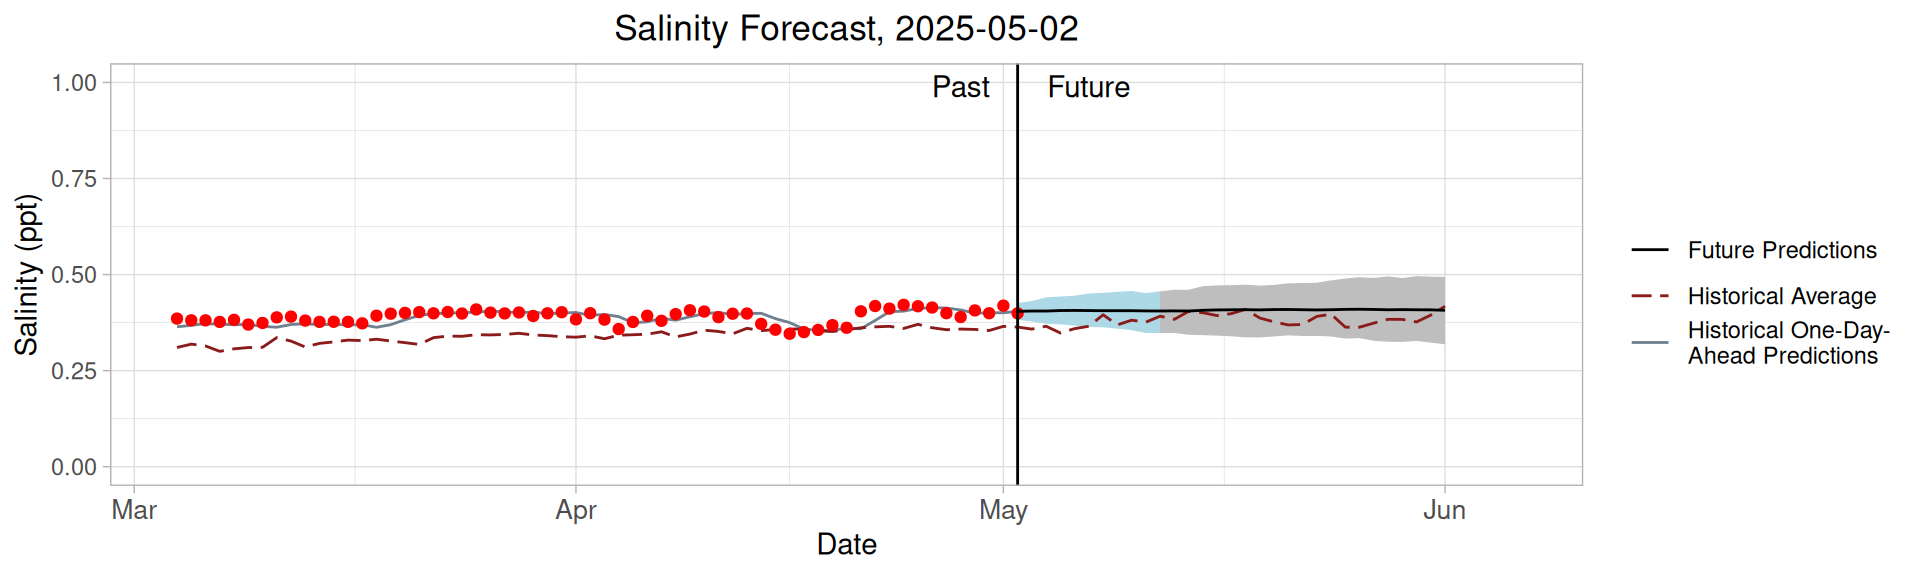 Salinity Forecast, 2025-05-02
Past
Future
1.00
0.75
0.50
0.25
0.00
Salinity (ppt)
Mar
Apr
May
Jun
Date
Future Predictions
Historical Average
Historical One-Day-
Ahead Predictions